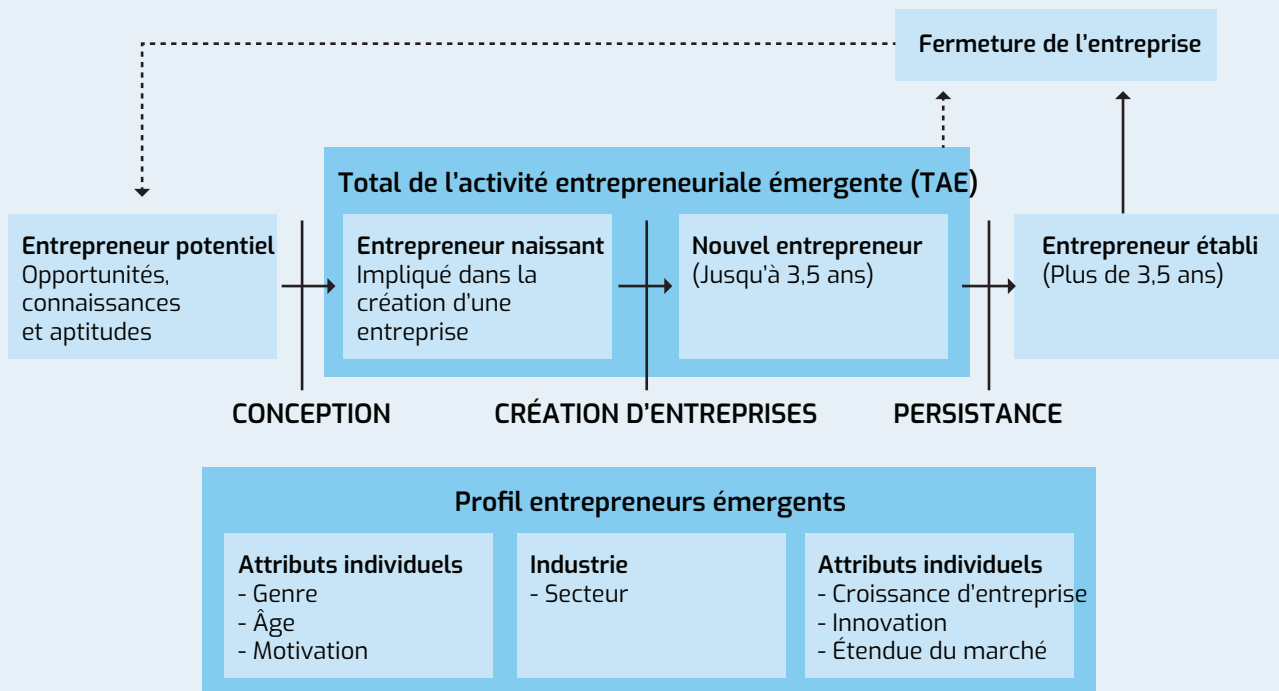 Fermeture de l'entreprise
Total de l'activité entrepreneuriale émergente (TAE)
Entrepreneur potentiel
Opportunités,
connaissances
et aptitudes
Entrepreneur naissant
Impliqué dans la
création d'une
entreprise
Nouvel entrepreneur
(Jusqu'à 3,5 ans)
Entrepreneur établi
(Plus de 3,5 ans)
CONCEPTION
CRÉATION D'ENTREPRISES
PERSISTANCE
Profil entrepreneurs émergents
Attributs individuels
- Genre
- Âge
- Motivation
Industrie
- Secteur
Attributs individuels
- Croissance d'entreprise
- Innovation
- Étendue du marché